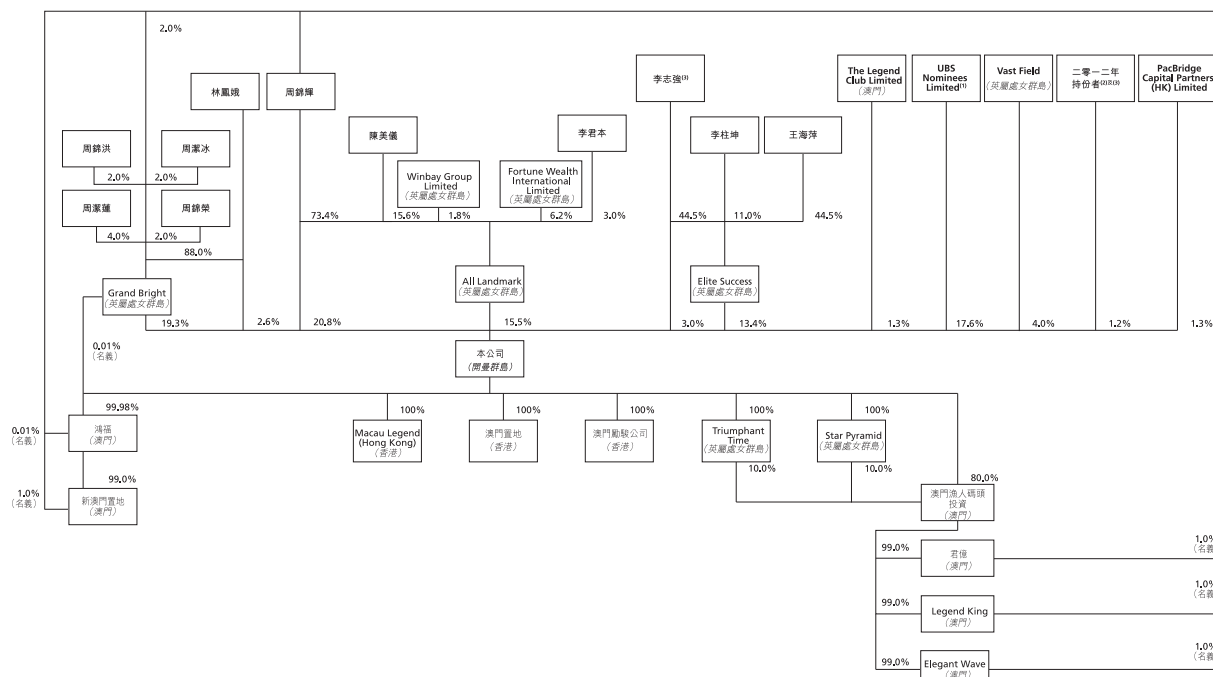 2.0%
林鳳娥
周錦輝
李志強⁽³⁾
The Legend
Club Limited
(澳門)
UBS
Nominees
Limited⁽¹⁾
Vast Field
(英屬處女群島)
二零一二年
持份者⁽²⁾及⁽³⁾
PacBridge
Capital Partners
(HK) Limited
陳美儀
李君本
李柱坤
王海萍
周錦洪
周潔冰
2.0%
2.0%
Winbay Group
Limited
(英屬處女群島)
Fortune Wealth
International
Limited
(英屬處女群島)
周潔蓮
周錦榮
4.0%
2.0%
73.4%
15.6%
1.8%
6.2%
3.0%
44.5%
11.0%
44.5%
88.0%
Grand Bright
(英屬處女群島)
All Landmark
(英屬處女群島)
Elite Success
(英屬處女群島)
19.3%
2.6%
20.8%
15.5%
3.0%
13.4%
1.3%
17.6%
4.0%
1.2%
1.3%
0.01%
(名義)
本公司
(開曼群島)
99.98%
100%
100%
100%
100%
100%
0.01%
(名義)
鴻福
(澳門)
Macau Legend
(Hong Kong)
(香港)
澳門置地
(香港)
澳門勵駿公司
(香港)
Triumphant
Time
(英屬處女群島)
Star Pyramid
(英屬處女群島)
99.0%
10.0%
10.0%
80.0%
1.0%
(名義)
新澳門置地
(澳門)
澳門漁人碼頭
投資
(澳門)
99.0%
君億
(澳門)
1.0%
(名義)
99.0%
Legend King
(澳門)
1.0%
(名義)
99.0%
Elegant Wave
(澳門)
1.0%
(名義)